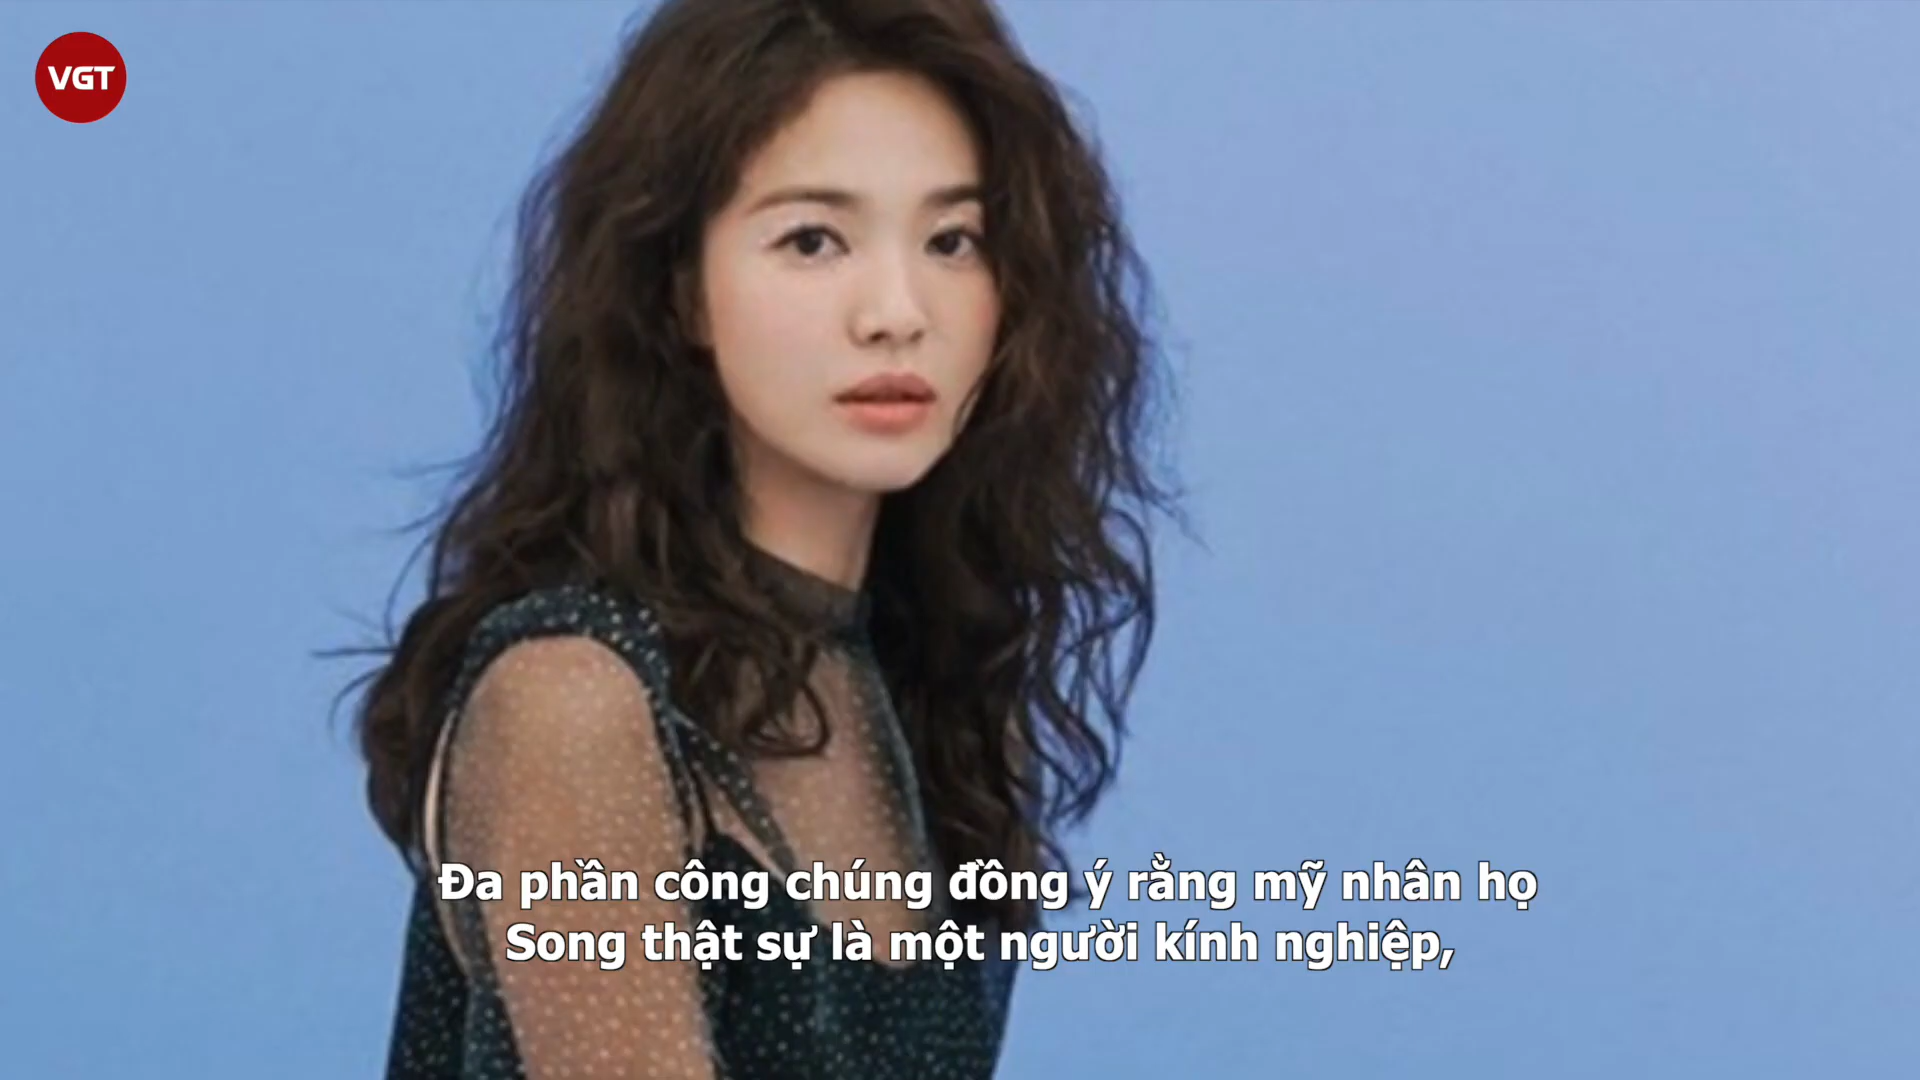 VGT
Đa phần công chúng đồng ý rằng mỹ nhân họ
Song thật sự là một người kính nghiệp,